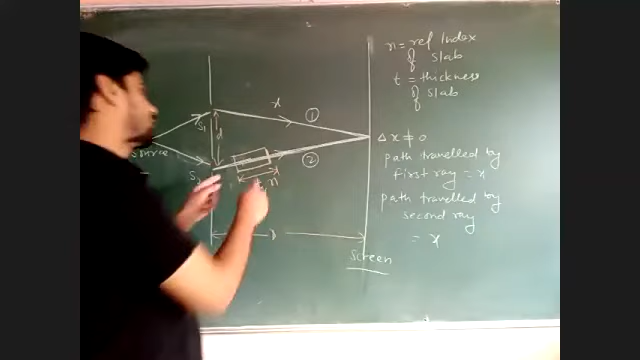 n = ref Index
of slab
t = thickness
of slab
Δx ≠ 0
path travelled by
first ray = x
path travelled by
second ray
= x
S₁
d
x
①
②
source
S₂
t, n
D
screen